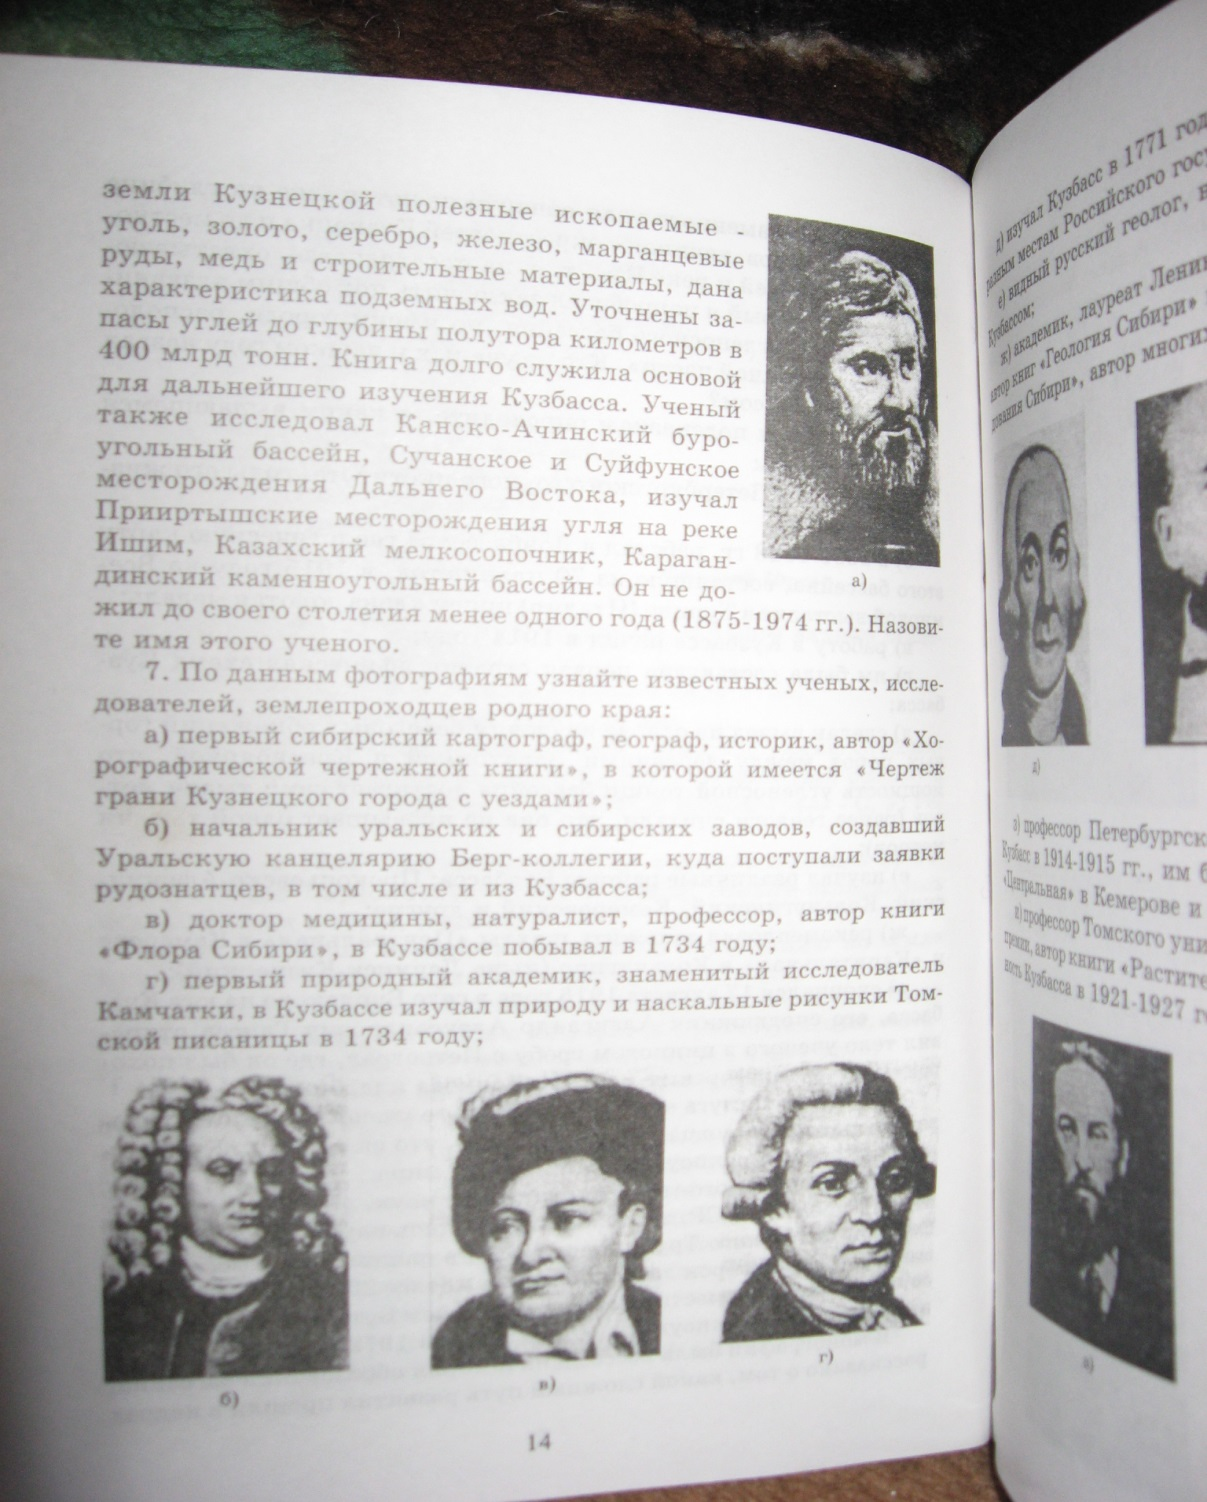 земли Кузнецкой полезные ископаемые -
уголь, золото, серебро, железо, марганцевые
руды, медь и строительные материалы, дана
характеристика подземных вод. Уточнены за-
пасы углей до глубины полутора километров в
400 млрд тонн. Книга долго служила основой
для дальнейшего изучения Кузбасса. Ученый
также исследовал Канско-Ачинский буро-
угольный бассейн, Сучанское и Суйфунское
месторождения Дальнего Востока, изучал
Прииртышские месторождения угля на реке
Ишим, Казахский мелкосопочник, Караган-
динский каменноугольный бассейн. Он не до-
жил до своего столетия менее одного года (1875-1974 гг.). Назови-
те имя этого ученого.
а)
7. По данным фотографиям узнайте известных ученых, иссле-
дователей, землепроходцев родного края:
а) первый сибирский картограф, географ, историк, автор «Хо-
рографической чертежной книги», в которой имеется «Чертеж
грани Кузнецкого города с уездами»;
б) начальник уральских и сибирских заводов, создавший
Уральскую канцелярию Берг-коллегии, куда поступали заявки
рудознатцев, в том числе и из Кузбасса;
в) доктор медицины, натуралист, профессор, автор книги
«Флора Сибири», в Кузбассе побывал в 1734 году;
г) первый природный академик, знаменитый исследователь
Камчатки, в Кузбассе изучал природу и наскальные рисунки Том-
ской писаницы в 1734 году;
б)
в)
г)
14
д) изучал Кузбасс в 1771
местам Российского
е) видный русский геолог,
Кузбассом;
ж) академик, лауреат
автор книг «Геология Сибири»
Сибири», автор
д)
з) профессор
Кузбасс в 1914-1915 гг., им
«Центральная» в Кемерове и
профессор Томского
автор книги
Кузбасса в 1921-1927